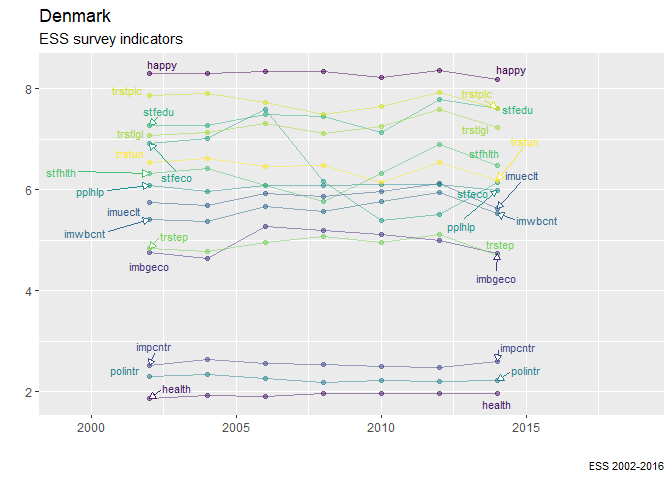 Denmark
ESS survey indicators
happy
happy
trstplc
trstplc
stfedu
stfedu
trstlgl
trstlgl
trstun
trstun
stfhlth
stfhlth
stfeco
stfeco
imueclt
pplhlp
imueclt
pplhlp
imwbcnt
imwbcnt
trstep
trstep
imbgeco
imbgeco
impcntr
impcntr
polintr
polintr
health
health
8
6
4
2
2000
2005
2010
2015
ESS 2002-2016